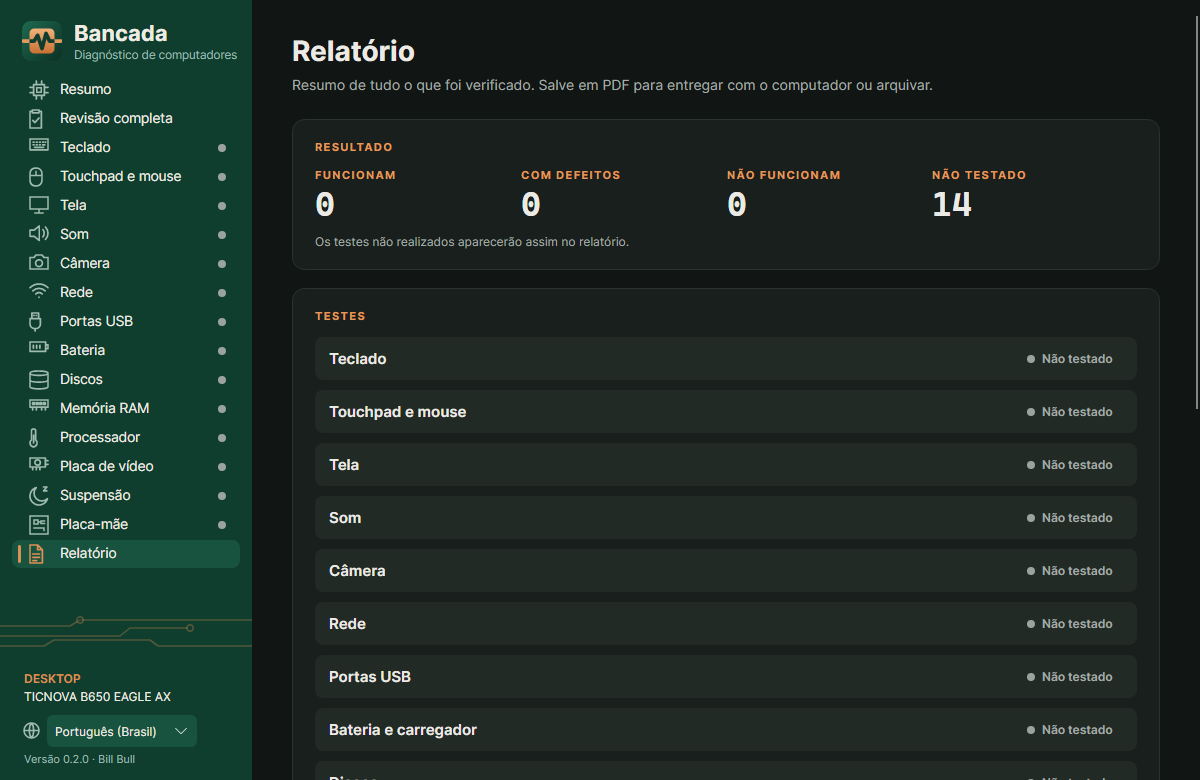 Bancada
Diagnóstico de computadores
Resumo
Revisão completa
Teclado
Touchpad e mouse
Tela
Som
Câmera
Rede
Portas USB
Bateria
Discos
Memória RAM
Processador
Placa de vídeo
Suspensão
Placa-mãe
Relatório
DESKTOP
TICNOVA B650 EAGLE AX
Português (Brasil)
Versão 0.2.0 · Bill Bull
Relatório
Resumo de tudo o que foi verificado. Salve em PDF para entregar com o computador ou arquivar.
RESULTADO
FUNCIONAM COM DEFEITOS NÃO FUNCIONAM NÃO TESTADO
0 0 0 14
Os testes não realizados aparecerão assim no relatório.
TESTES
Teclado Não testado
Touchpad e mouse Não testado
Tela Não testado
Som Não testado
Câmera Não testado
Rede Não testado
Portas USB Não testado
Bateria e carregador Não testado